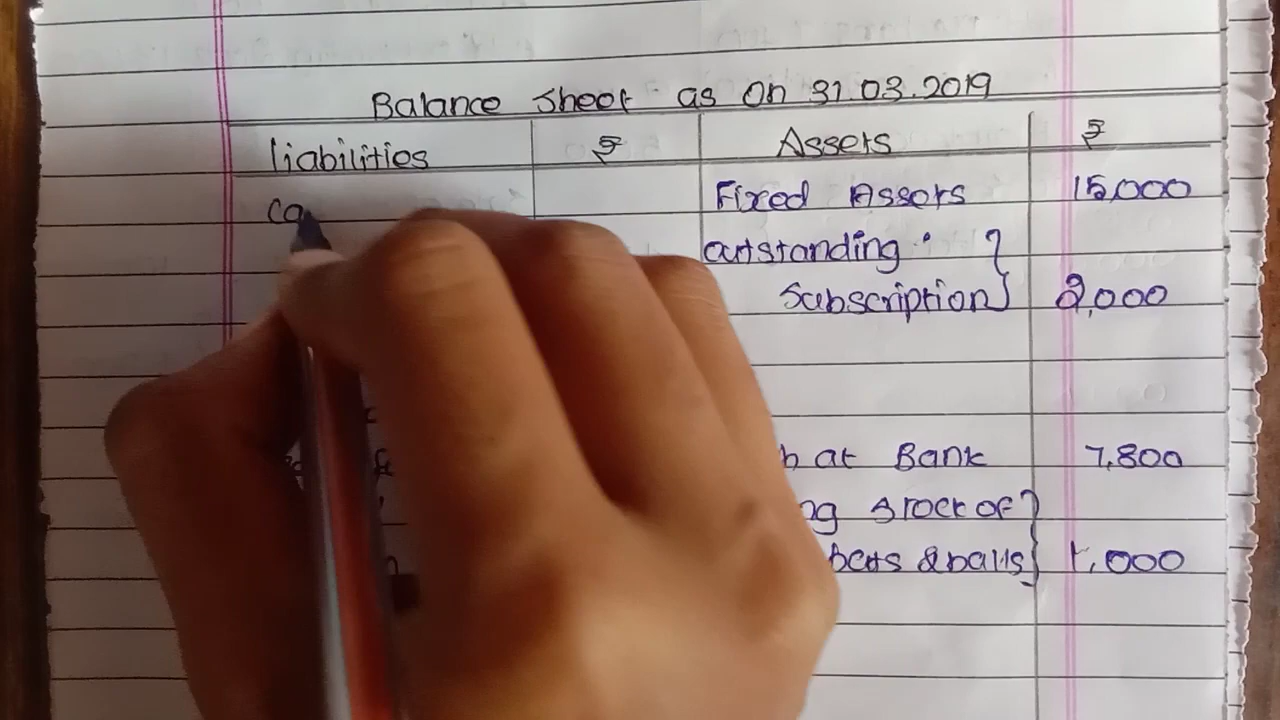 Balance Sheet as on 31.03.2019
Liabilities ₹ Assets ₹
Ca
Fixed Assets 15,000
outstanding
Subscription } 2,000
at Bank 7,800
stock of
bats & balls } 1,000